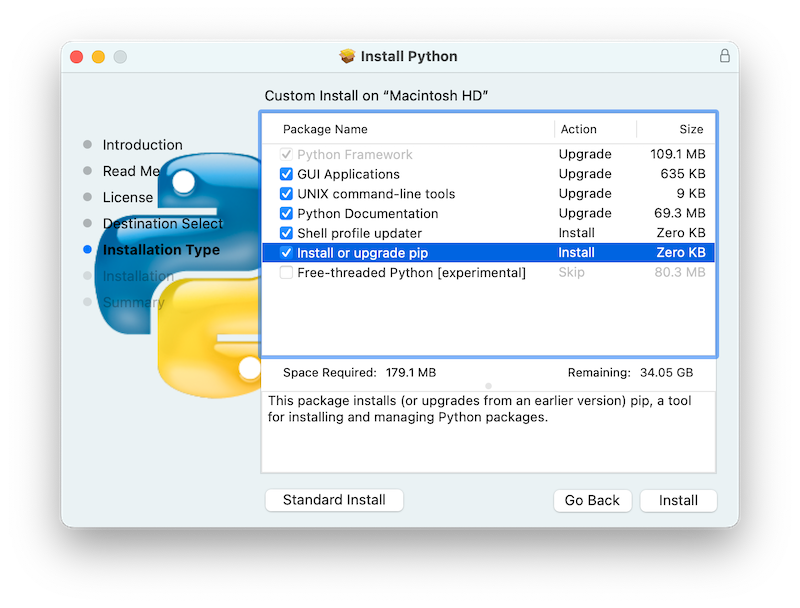 Install Python
Custom Install on “Macintosh HD”
Introduction
Read Me
License
Destination Select
Installation Type
Installation
Summary
Package Name Action Size
Python Framework Upgrade 109.1 MB
GUI Applications Upgrade 635 KB
UNIX command-line tools Upgrade 9 KB
Python Documentation Upgrade 69.3 MB
Shell profile updater Install Zero KB
Install or upgrade pip Install Zero KB
Free-threaded Python [experimental] Skip 80.3 MB
Space Required: 179.1 MB Remaining: 34.05 GB
This package installs (or upgrades from an earlier version) pip, a tool
for installing and managing Python packages.
Standard Install Go Back Install